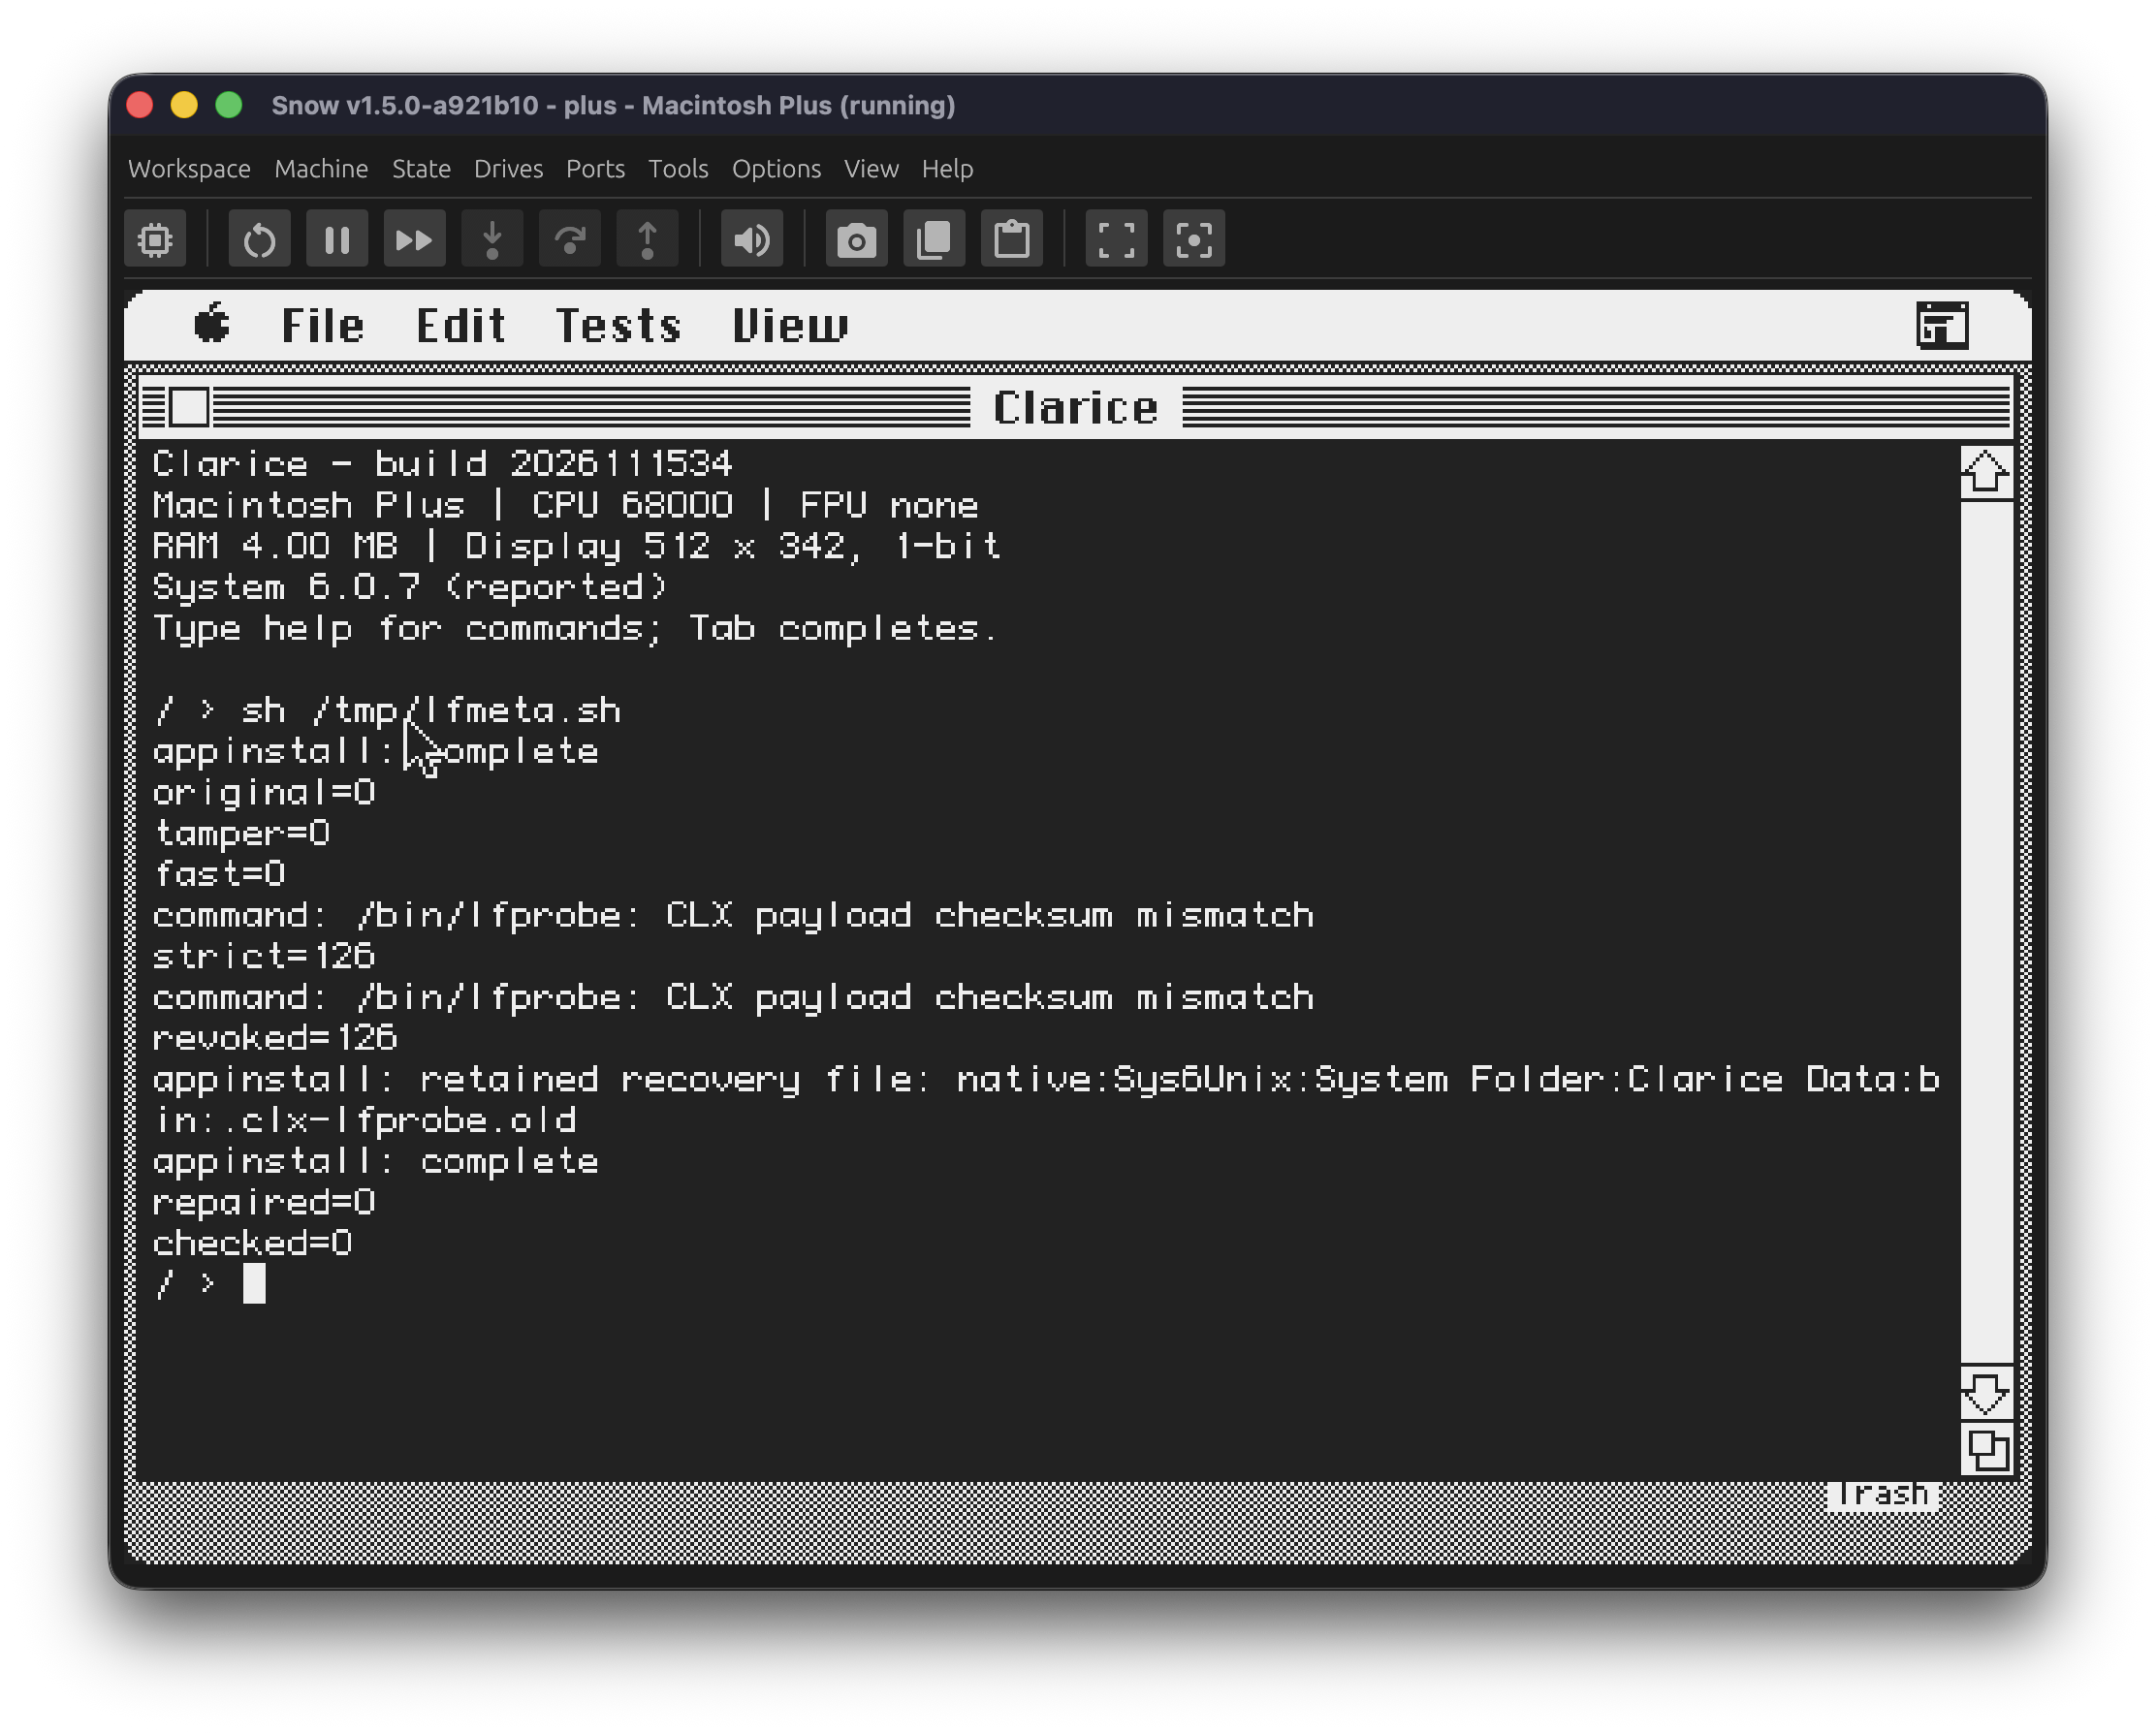 Snow v1.5.0-a921b10 - plus - Macintosh Plus (running)
Workspace Machine State Drives Ports Tools Options View Help
File Edit Tests View
Clarice
Clarice - build 2026111534
Macintosh Plus | CPU 68000 | FPU none
RAM 4.00 MB | Display 512 x 342, 1-bit
System 6.0.7 (reported)
Type help for commands; Tab completes.
/ > sh /tmp/lfmeta.sh
appinstall: complete
original=0
tamper=0
fast=0
command: /bin/lfprobe: CLX payload checksum mismatch
strict=126
command: /bin/lfprobe: CLX payload checksum mismatch
revoked=126
appinstall: retained recovery file: native:Sys6Unix:System Folder:Clarice Data:b
in:.clx-lfprobe.old
appinstall: complete
repaired=0
checked=0
/ >
Trash